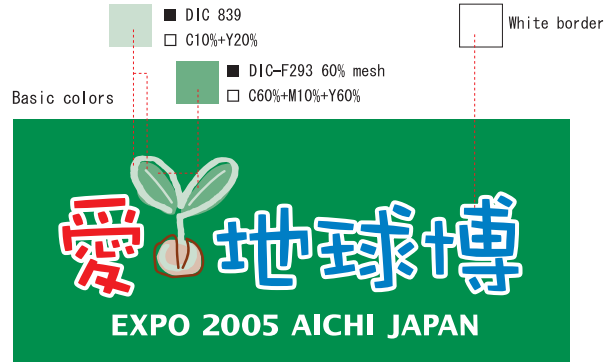 ■ DIC 839
□ C10%+Y20%
White border
■ DIC-F293 60% mesh
□ C60%+M10%+Y60%
Basic colors
愛 地球博
EXPO 2005 AICHI JAPAN